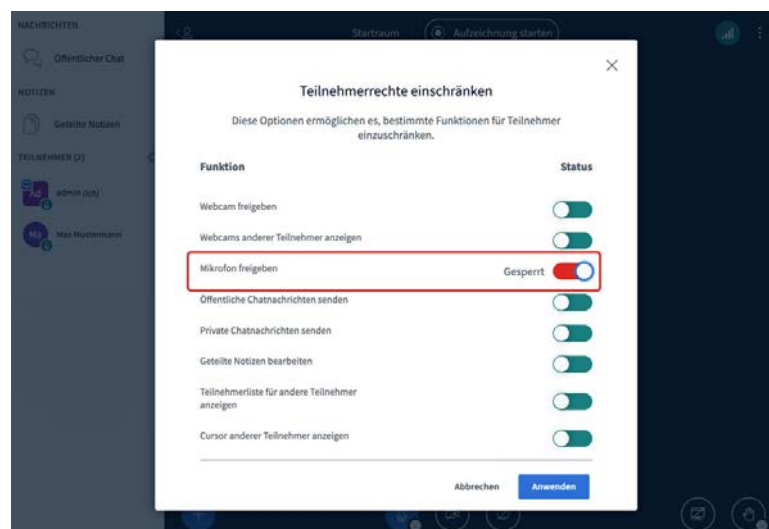 NACHRICHTEN
Startraum
Aufzeichnung starten
Öffentlicher Chat
NOTIZEN
Geteilte Notizen
TEILNEHMER (2)
admin (Ich)
Max Mustermann
Teilnehmerrechte einschränken
Diese Optionen ermöglichen es, bestimmte Funktionen für Teilnehmer
einzuschränken.
Funktion Status
Webcam freigeben
Webcams anderer Teilnehmer anzeigen
Mikrofon freigeben Gesperrt
Öffentliche Chatnachrichten senden
Private Chatnachrichten senden
Geteilte Notizen bearbeiten
Teilnehmerliste für andere Teilnehmer
anzeigen
Cursor anderer Teilnehmer anzeigen
Abbrechen Anwenden